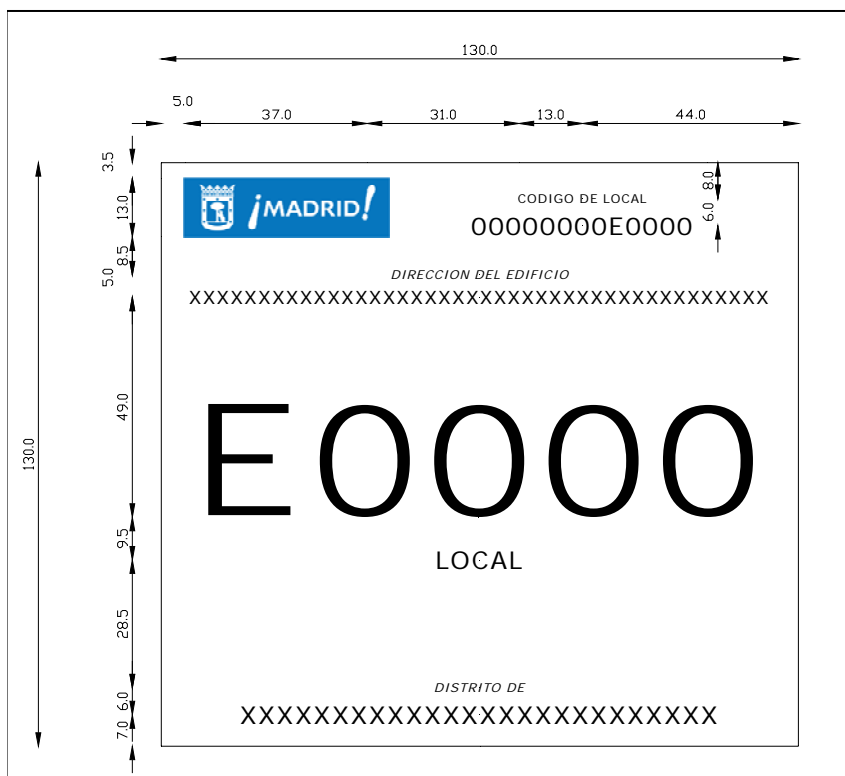 130.0
5.0
37.0 31.0 13.0 44.0
3.5
13.0
8.5
5.0
49.0
130.0
9.5
28.5
6.0
7.0
8.0
6.0
¡MADRID!
CODIGO DE LOCAL
00000000E0000
DIRECCION DEL EDIFICIO
XXXXXXXXXXXXXXXXXXXXXXXXXXXXXXXXXXXXXXXXXX
E0000
LOCAL
DISTRITO DE
XXXXXXXXXXXXXXXXXXXXXXXXXX